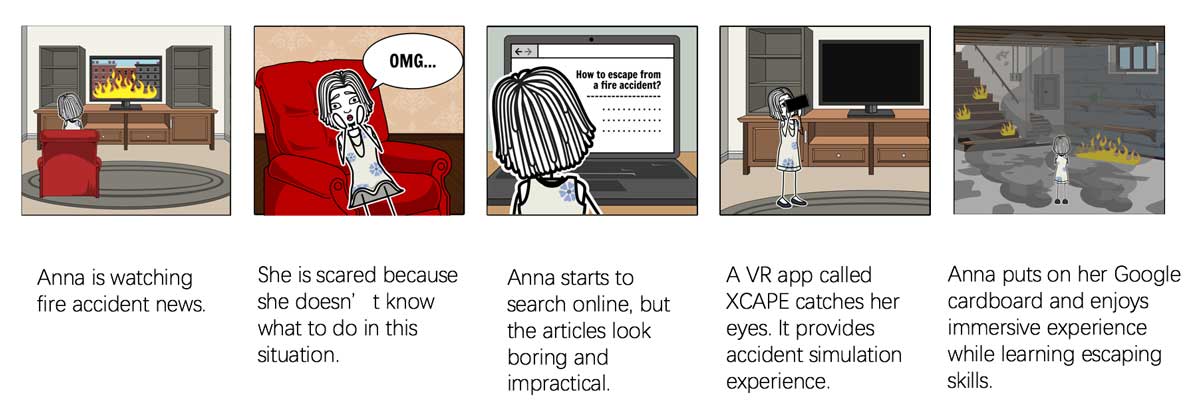 OMG...
How to escape from
a fire accident?
Anna is watching
fire accident news.
She is scared because
she doesn’ t know
what to do in this
situation.
Anna starts to
search online, but
the articles look
boring and
impractical.
A VR app called
XCAPE catches her
eyes. It provides
accident simulation
experience.
Anna puts on her Google
cardboard and enjoys
immersive experience
while learning escaping
skills.